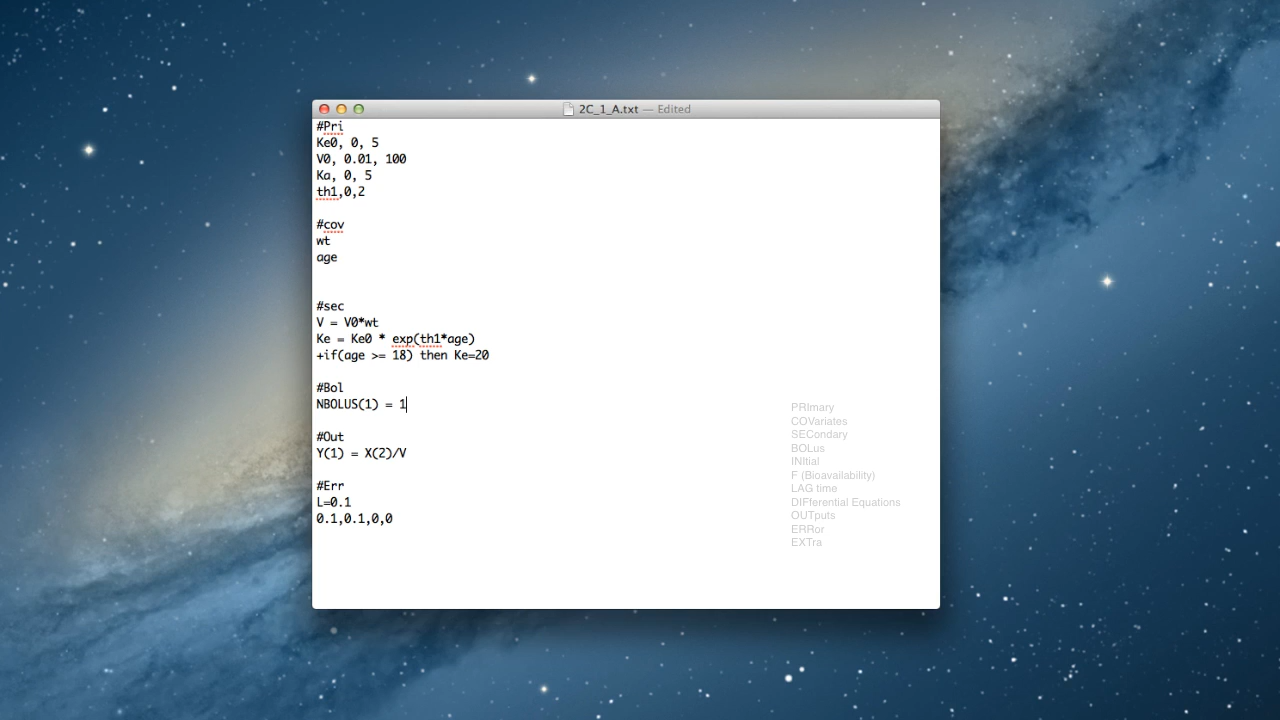 2C_1_A.txt — Edited
#Pri
Ke0, 0, 5
V0, 0.01, 100
Ka, 0, 5
th1,0,2
#cov
wt
age
#sec
V = V0*wt
Ke = Ke0 * exp(th1*age)
+if(age >= 18) then Ke=20
#Bol
NBOLUS(1) = 1
#Out
Y(1) = X(2)/V
#Err
L=0.1
0.1,0.1,0,0
PRImary
COVariates
SECondary
BOLus
INItial
F (Bioavailability)
LAG time
DIFferential Equations
OUTputs
ERRor
EXTra